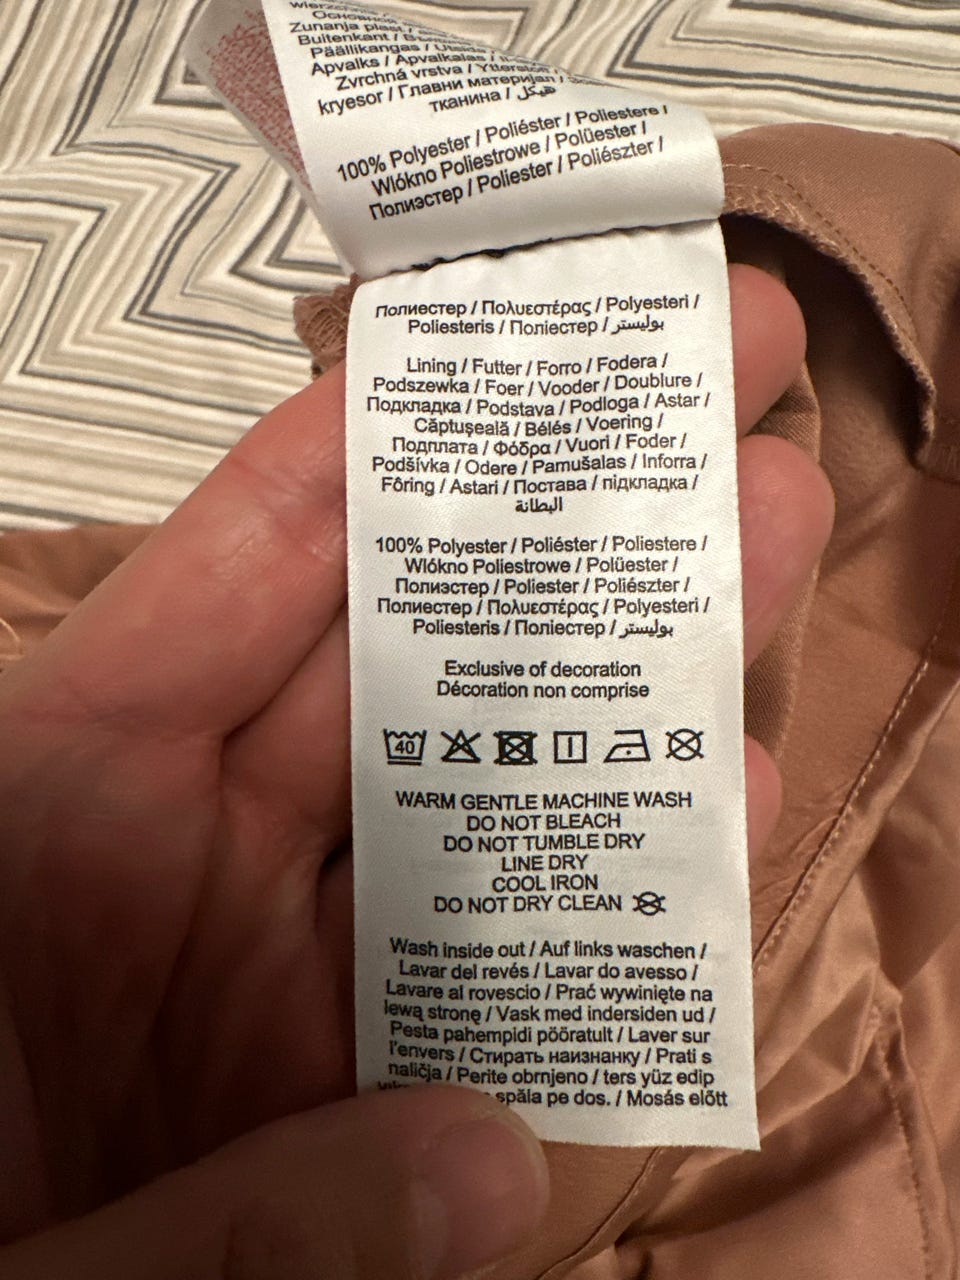 Основной
Zunanja plast /
Buitenkant /
Päällikangas / Utsida
Apvalks / Apvalkalas /
Zvrchná vrstva / Ytterston
kryesor / Главни материјал /
тканина / هيكل
100% Polyester / Poliéster / Poliestere /
Wlókno Poliestrowe / Polüester /
Полиэстер / Poliester / Poliészter /
Полиестер / Πολυεστέρας / Polyesteri /
Poliesteris / Поліестер / بوليستر
Lining / Futter / Forro / Fodera /
Podszewka / Foer / Vooder / Doublure /
Подкладка / Podstava / Podloga / Astar /
Căptuşeală / Bélés / Voering /
Подплата / Φόδρα / Vuori / Foder /
Podšívka / Odere / Pamušalas / Inforra /
Fôring / Astari / Постава / підкладка /
البطانة
100% Polyester / Poliéster / Poliestere /
Wlókno Poliestrowe / Polüester /
Полиэстер / Poliester / Poliészter /
Полиестер / Πολυεστέρας / Polyesteri /
Poliesteris / Поліестер / بوليستر
Exclusive of decoration
Décoration non comprise
40
WARM GENTLE MACHINE WASH
DO NOT BLEACH
DO NOT TUMBLE DRY
LINE DRY
COOL IRON
DO NOT DRY CLEAN
Wash inside out / Auf links waschen /
Lavar del revés / Lavar do avesso /
Lavare al rovescio / Prać wywinięte na
lewą stronę / Vask med indersiden ud /
Pesta pahempidi pööratult / Laver sur
l'envers / Стирать наизнанку / Prati s
naličja / Perite obrnjeno / ters yüz edip
spăla pe dos. / Mosás előtt